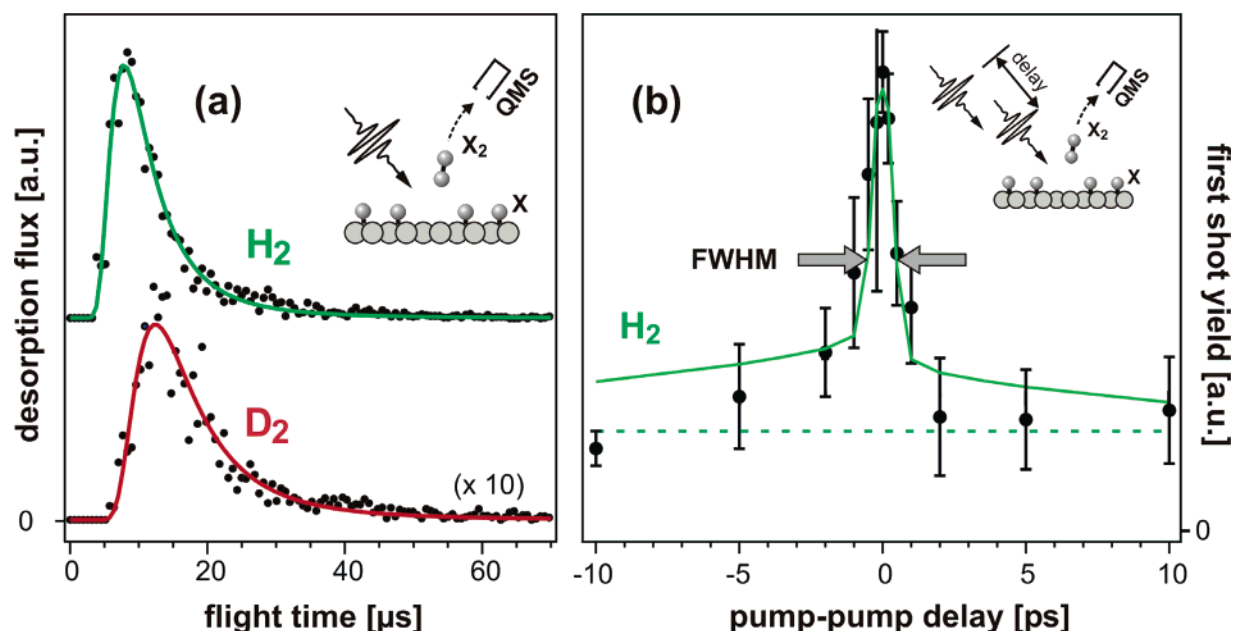 (a)
QMS
X₂
X
H₂
D₂
(x 10)
desorption flux [a.u.]
0
0
20
40
60
flight time [µs]
(b)
delay
QMS
X₂
X
FWHM
H₂
first shot yield [a.u.]
0
-10
-5
0
5
10
pump-pump delay [ps]